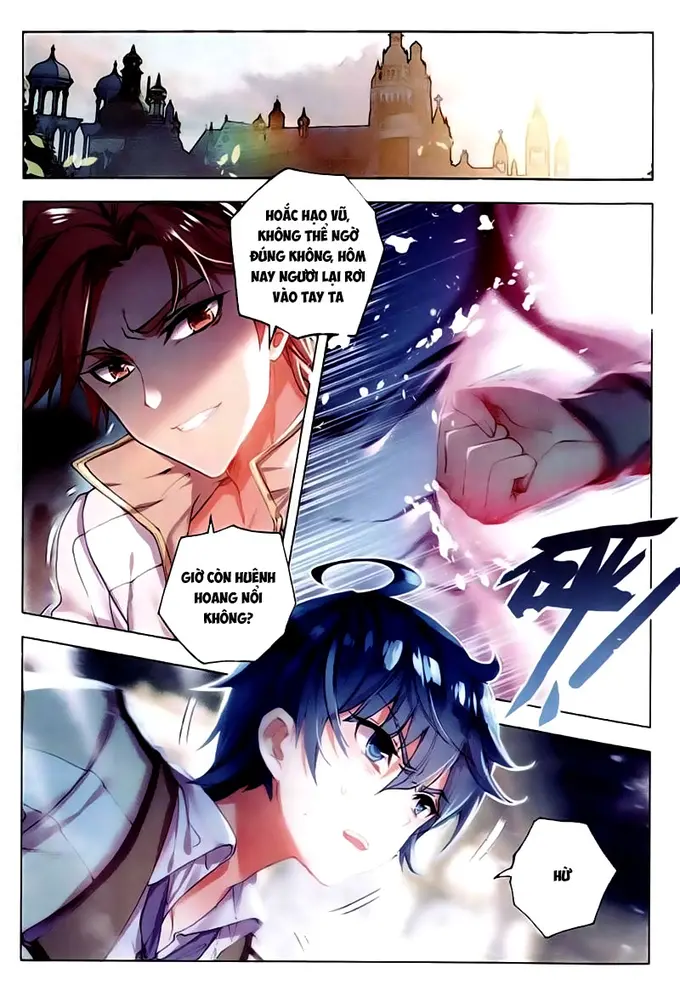 HOẮC HẠO VŨ,
KHÔNG THỂ NGỜ
ĐÚNG KHÔNG, HÔM
NAY NGƯƠI LẠI RƠI
VÀO TAY TA
GIỜ CÒN HUÊNH
HOANG NỔI
KHÔNG?
呯
HỪ